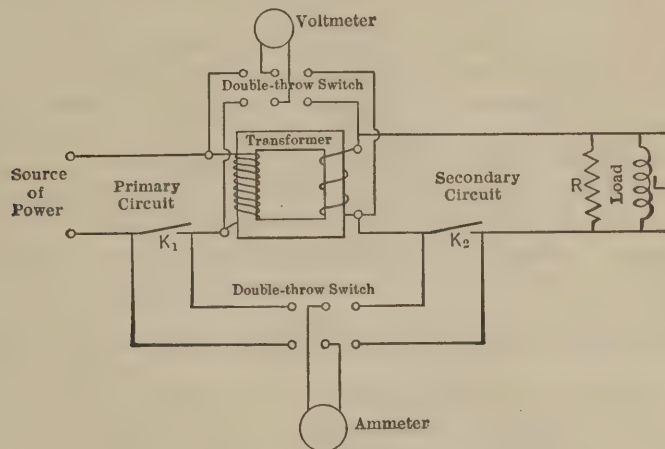 Voltmeter
Double-throw Switch
Transformer
Source
of
Power
Primary
Circuit
Secondary
Circuit
R
Load
L
K1
K2
Double-throw Switch
Ammeter